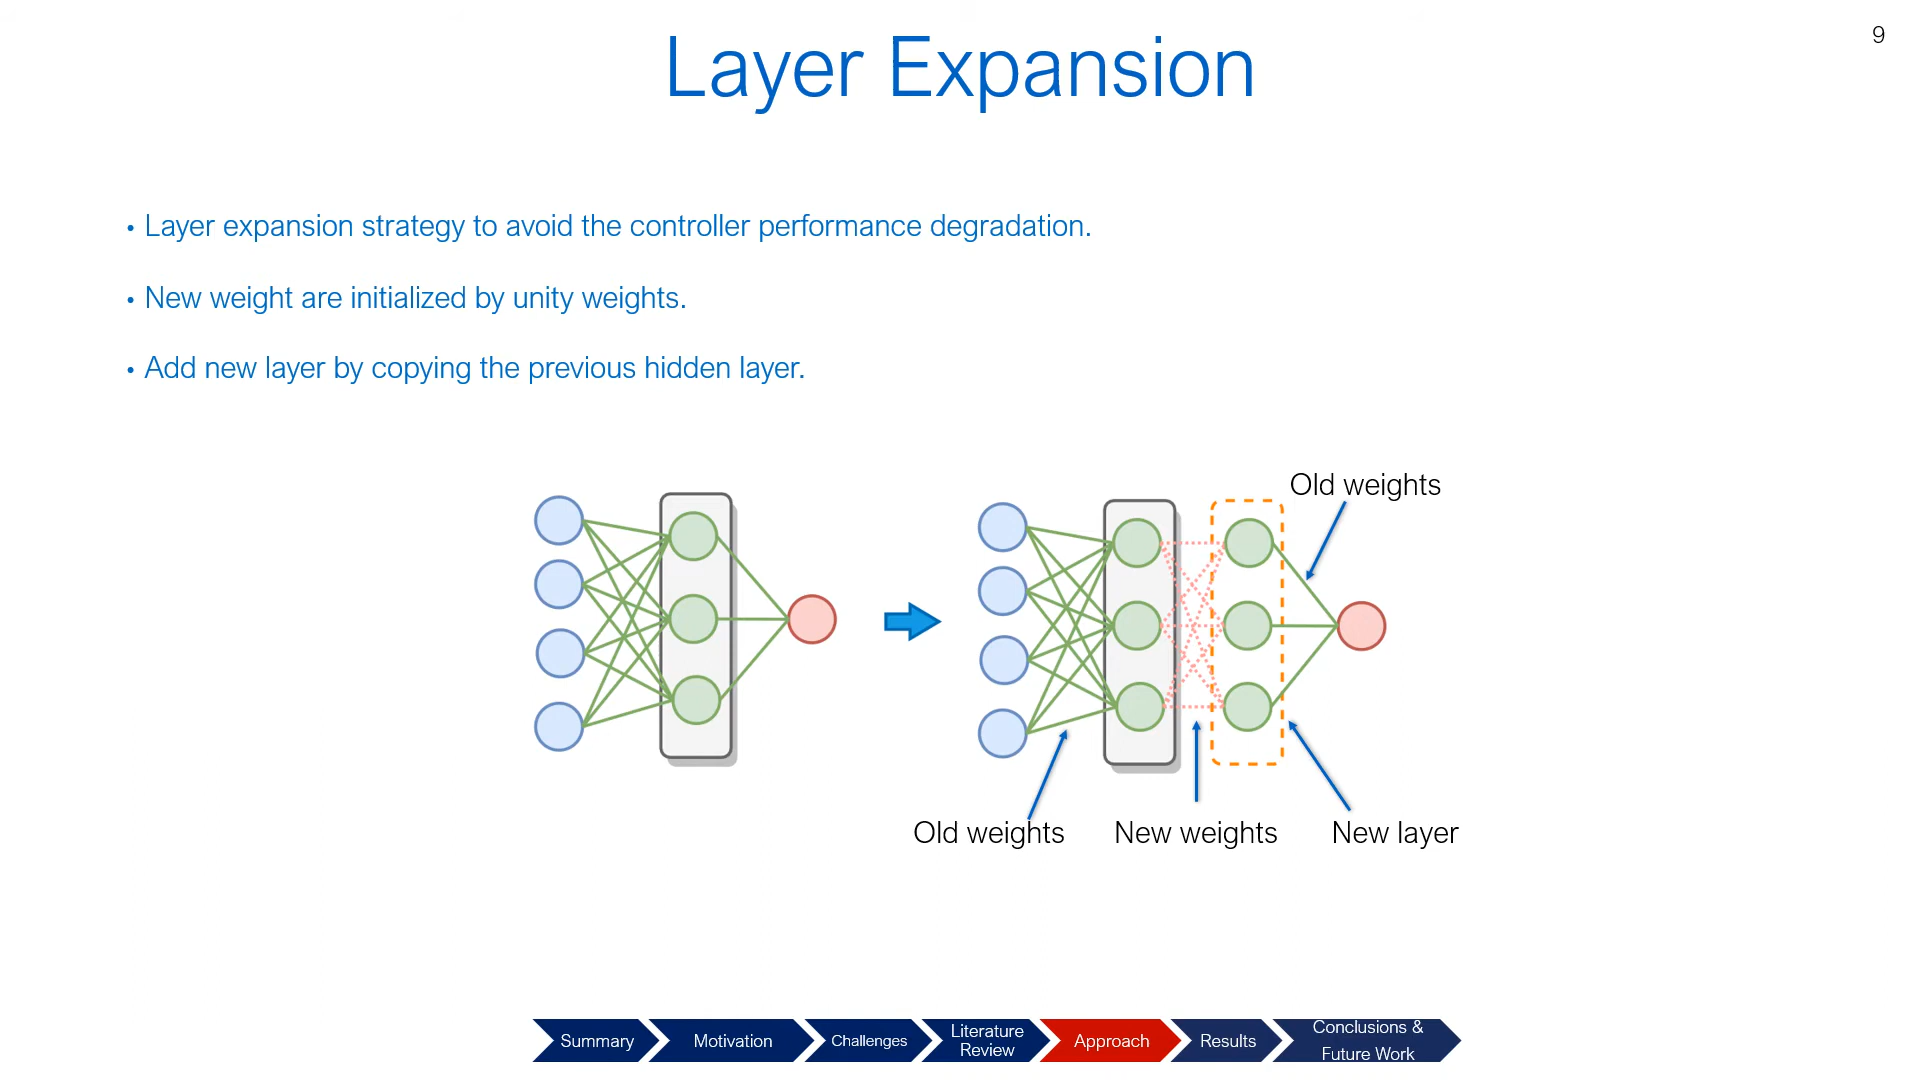 9
Layer Expansion
• Layer expansion strategy to avoid the controller performance degradation.
• New weight are initialized by unity weights.
• Add new layer by copying the previous hidden layer.
Old weights
Old weights
New weights
New layer
Summary
Motivation
Challenges
Literature
Review
Approach
Results
Conclusions &
Future Work